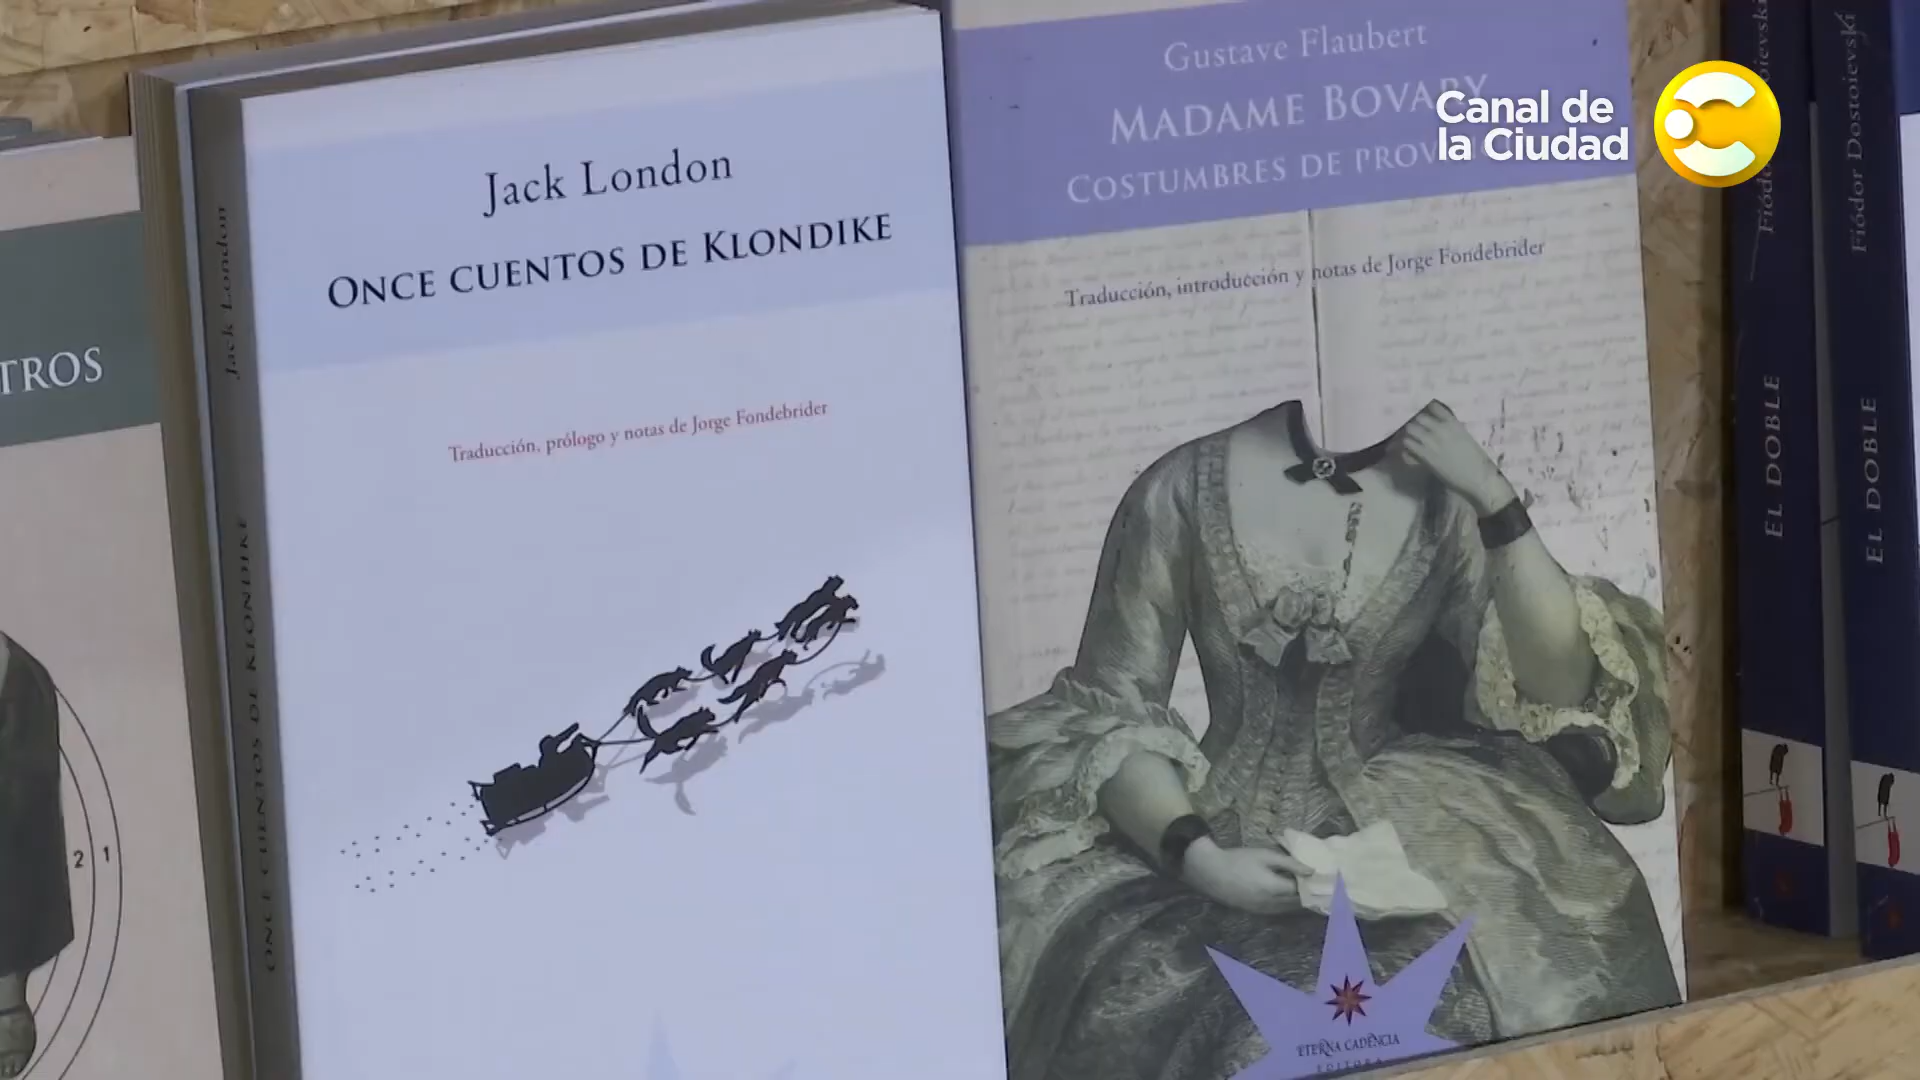 TROS
2 1
Jack London
ONCE CUENTOS DE KLONDIKE
Jack London
ONCE CUENTOS DE KLONDIKE
Traducción, prólogo y notas de Jorge Fondebrider
Gustave Flaubert
MADAME BOVARY
COSTUMBRES DE PROV
Traducción, introducción y notas de Jorge Fondebrider
ETERNA CADENCIA
EDITORA
Canal de
la Ciudad
Fiódor Dostoievski
EL DOBLE
Fiódor Dostoievski
EL DOBLE